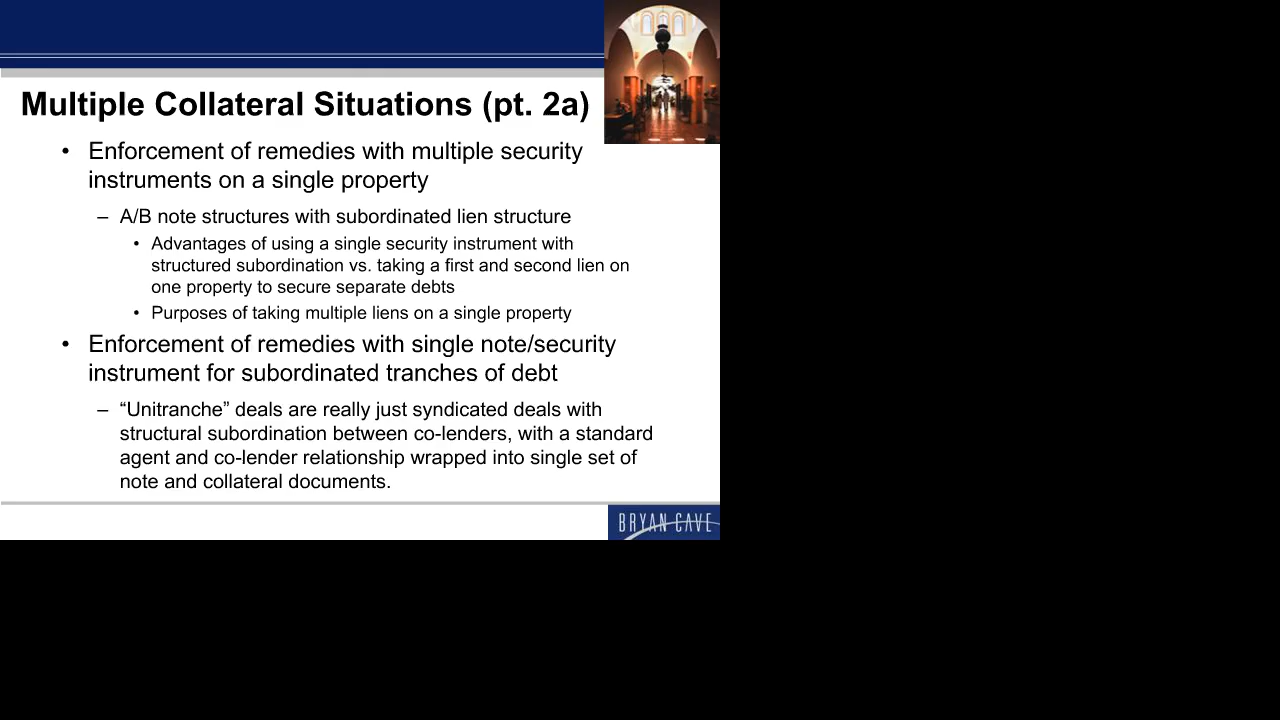 Multiple Collateral Situations (pt. 2a)
• Enforcement of remedies with multiple security
instruments on a single property
– A/B note structures with subordinated lien structure
• Advantages of using a single security instrument with
structured subordination vs. taking a first and second lien on
one property to secure separate debts
• Purposes of taking multiple liens on a single property
• Enforcement of remedies with single note/security
instrument for subordinated tranches of debt
– “Unitranche” deals are really just syndicated deals with
structural subordination between co-lenders, with a standard
agent and co-lender relationship wrapped into single set of
note and collateral documents.
BRYAN CAVE